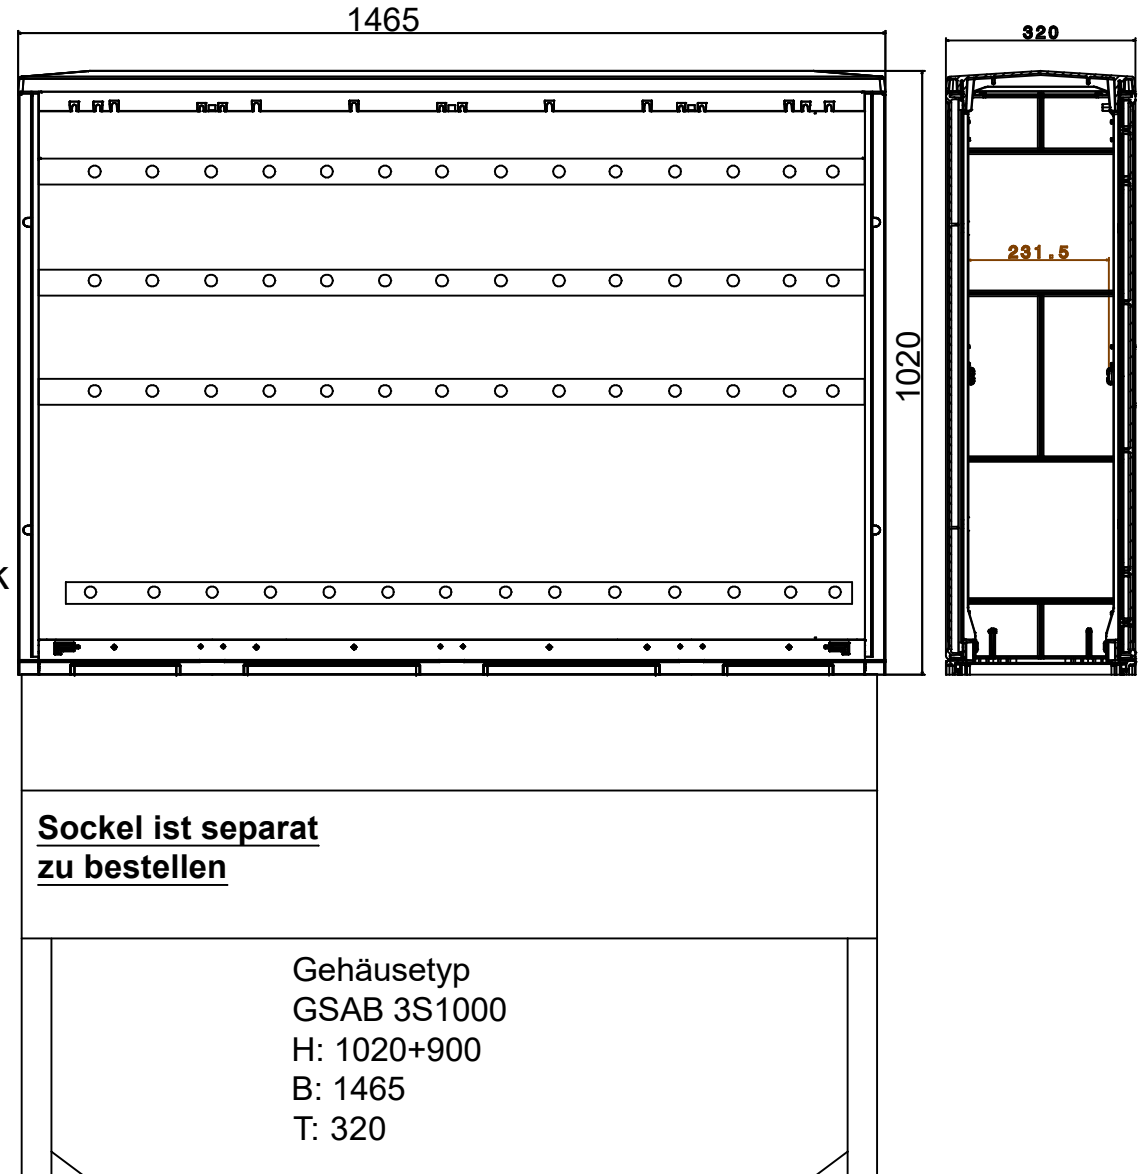 1465
320
231.5
1020
K
Sockel ist separat
zu bestellen
Gehäusetyp
GSAB 3S1000
H: 1020+900
B: 1465
T: 320